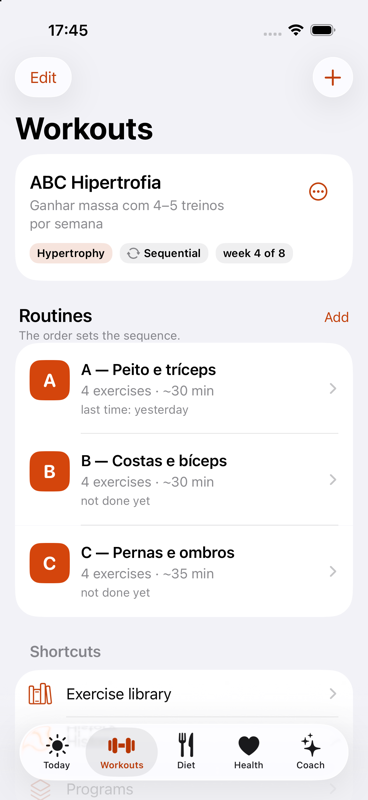 17:45
Edit
Workouts
ABC Hipertrofia
Ganhar massa com 4–5 treinos
por semana
Hypertrophy
Sequential
week 4 of 8
Routines
Add
The order sets the sequence.
A
A — Peito e tríceps
4 exercises · ~30 min
last time: yesterday
B
B — Costas e bíceps
4 exercises · ~30 min
not done yet
C
C — Pernas e ombros
4 exercises · ~35 min
not done yet
Shortcuts
Exercise library
Today
Workouts
Diet
Health
Coach
Programs